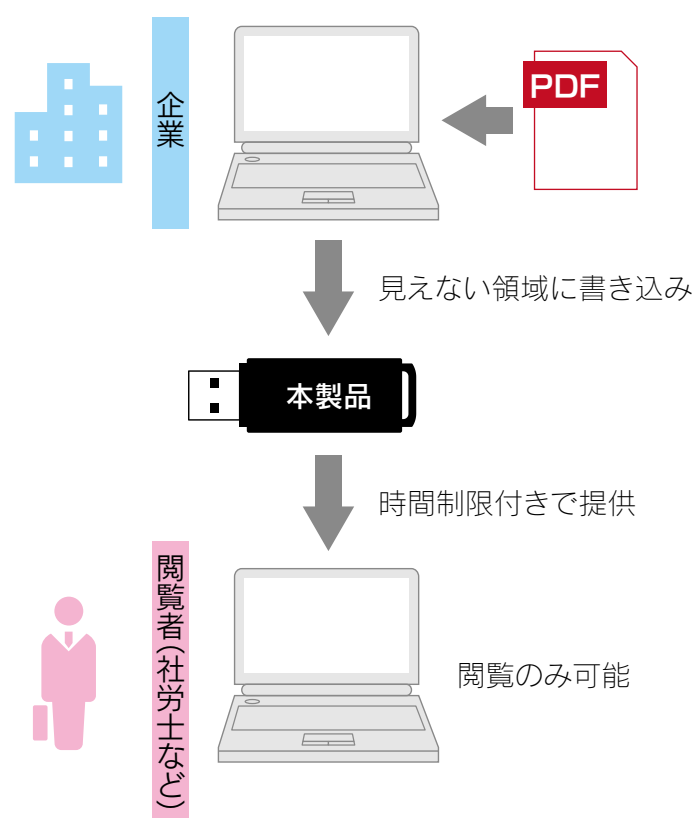 企業
PDF
見えない領域に書き込み
本製品
時間制限付きで提供
閲覧者(社労士など)
閲覧のみ可能